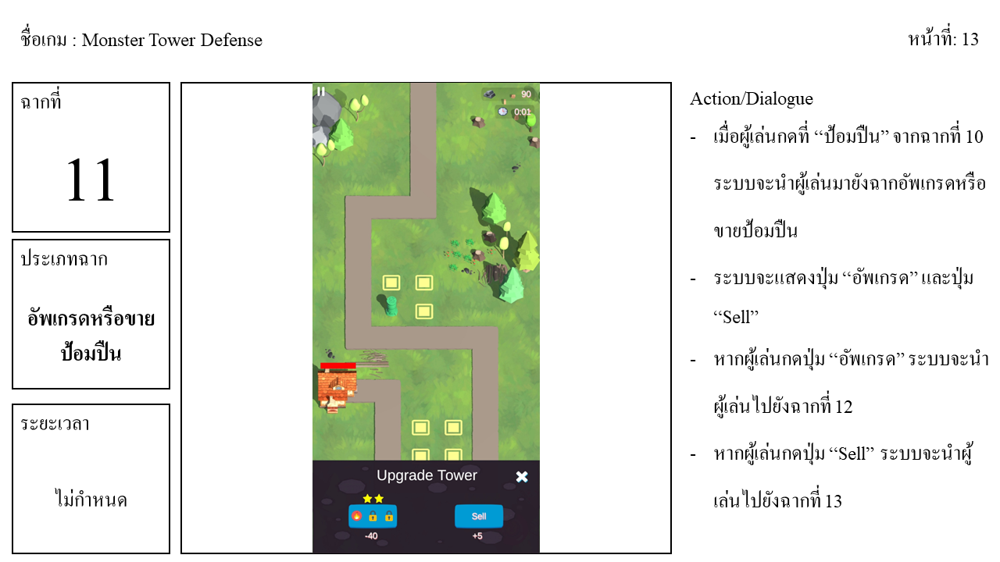 ชื่อเกม : Monster Tower Defense
หน้าที่: 13
ฉากที่
11
ประเภทฉาก
อัพเกรดหรือขาย
ป้อมปืน
ระยะเวลา
ไม่กำหนด
90
0:01
Upgrade Tower
Sell
-40
+5
Action/Dialogue
- เมื่อผู้เล่นกดที่ “ป้อมปืน” จากฉากที่ 10
ระบบจะนำผู้เล่นมายังฉากอัพเกรดหรือ
ขายป้อมปืน
- ระบบจะแสดงปุ่ม “อัพเกรด” และปุ่ม
“Sell”
- หากผู้เล่นกดปุ่ม “อัพเกรด” ระบบจะนำ
ผู้เล่นไปยังฉากที่ 12
- หากผู้เล่นกดปุ่ม “Sell” ระบบจะนำผู้
เล่นไปยังฉากที่ 13